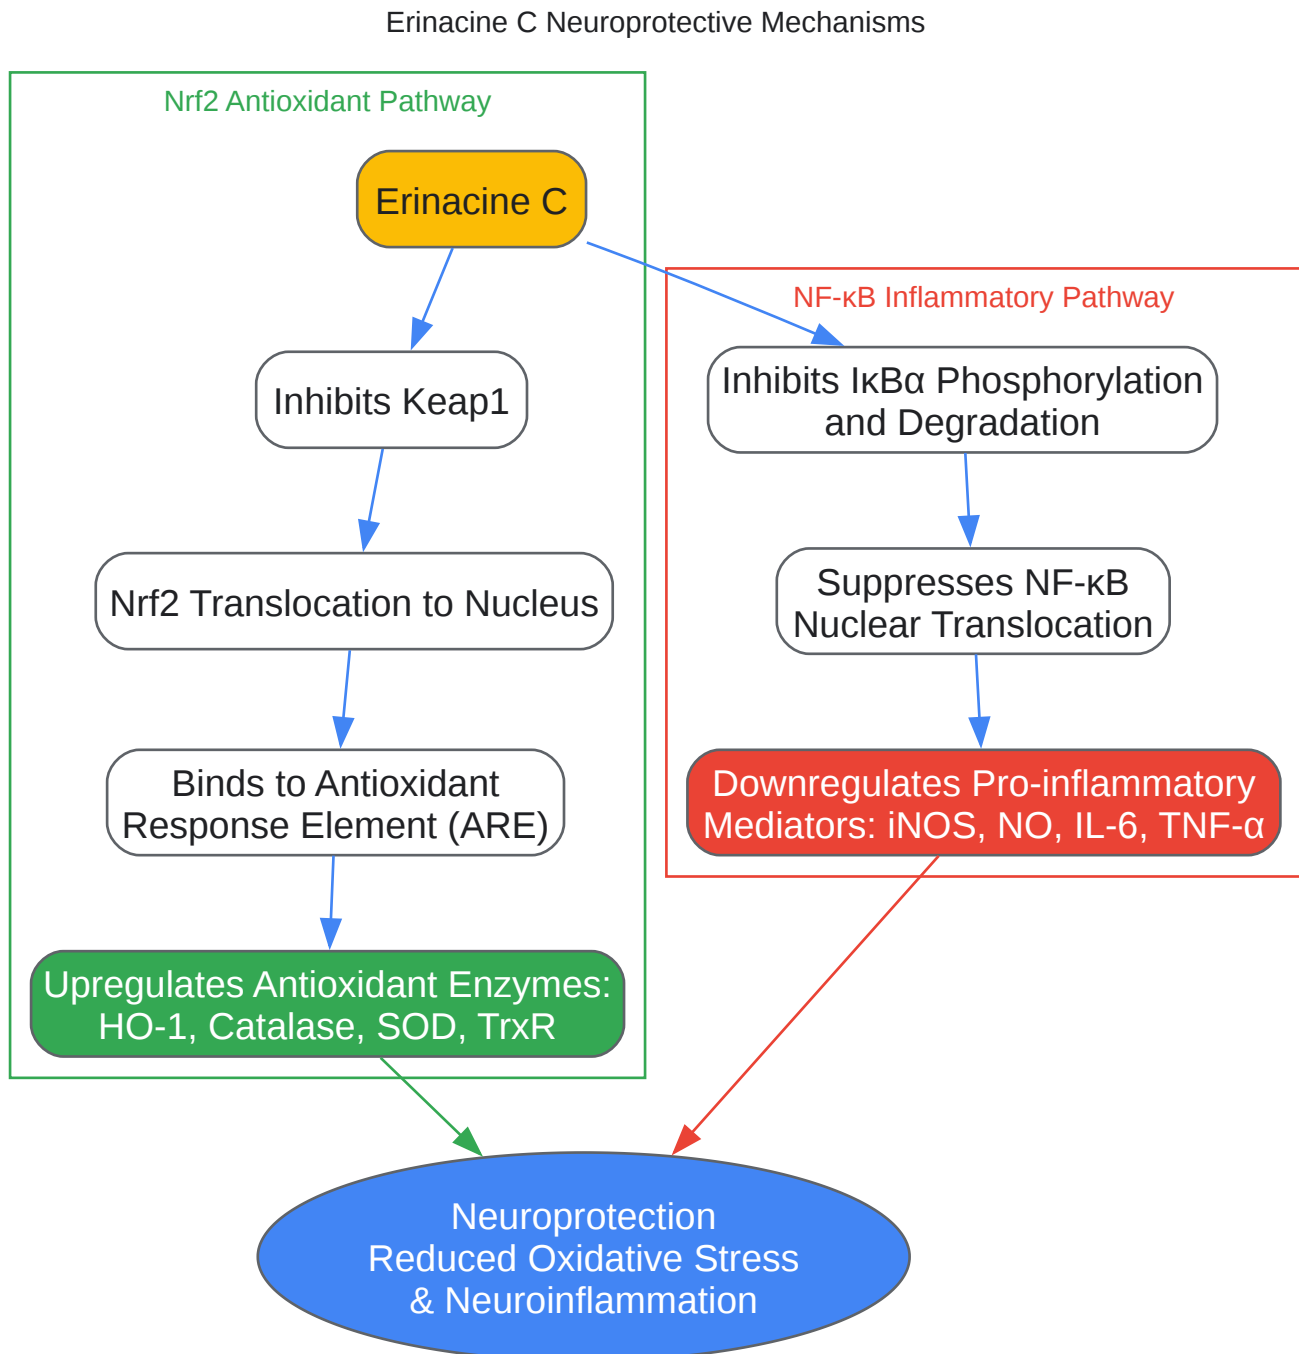 Erinacine C Neuroprotective Mechanisms
Nrf2 Antioxidant Pathway
Erinacine C
Inhibits Keap1
Nrf2 Translocation to Nucleus
Binds to Antioxidant
Response Element (ARE)
Upregulates Antioxidant Enzymes:
HO-1, Catalase, SOD, TrxR
NF-κB Inflammatory Pathway
Inhibits IκBα Phosphorylation
and Degradation
Suppresses NF-κB
Nuclear Translocation
Downregulates Pro-inflammatory
Mediators: iNOS, NO, IL-6, TNF-α
Neuroprotection
Reduced Oxidative Stress
& Neuroinflammation